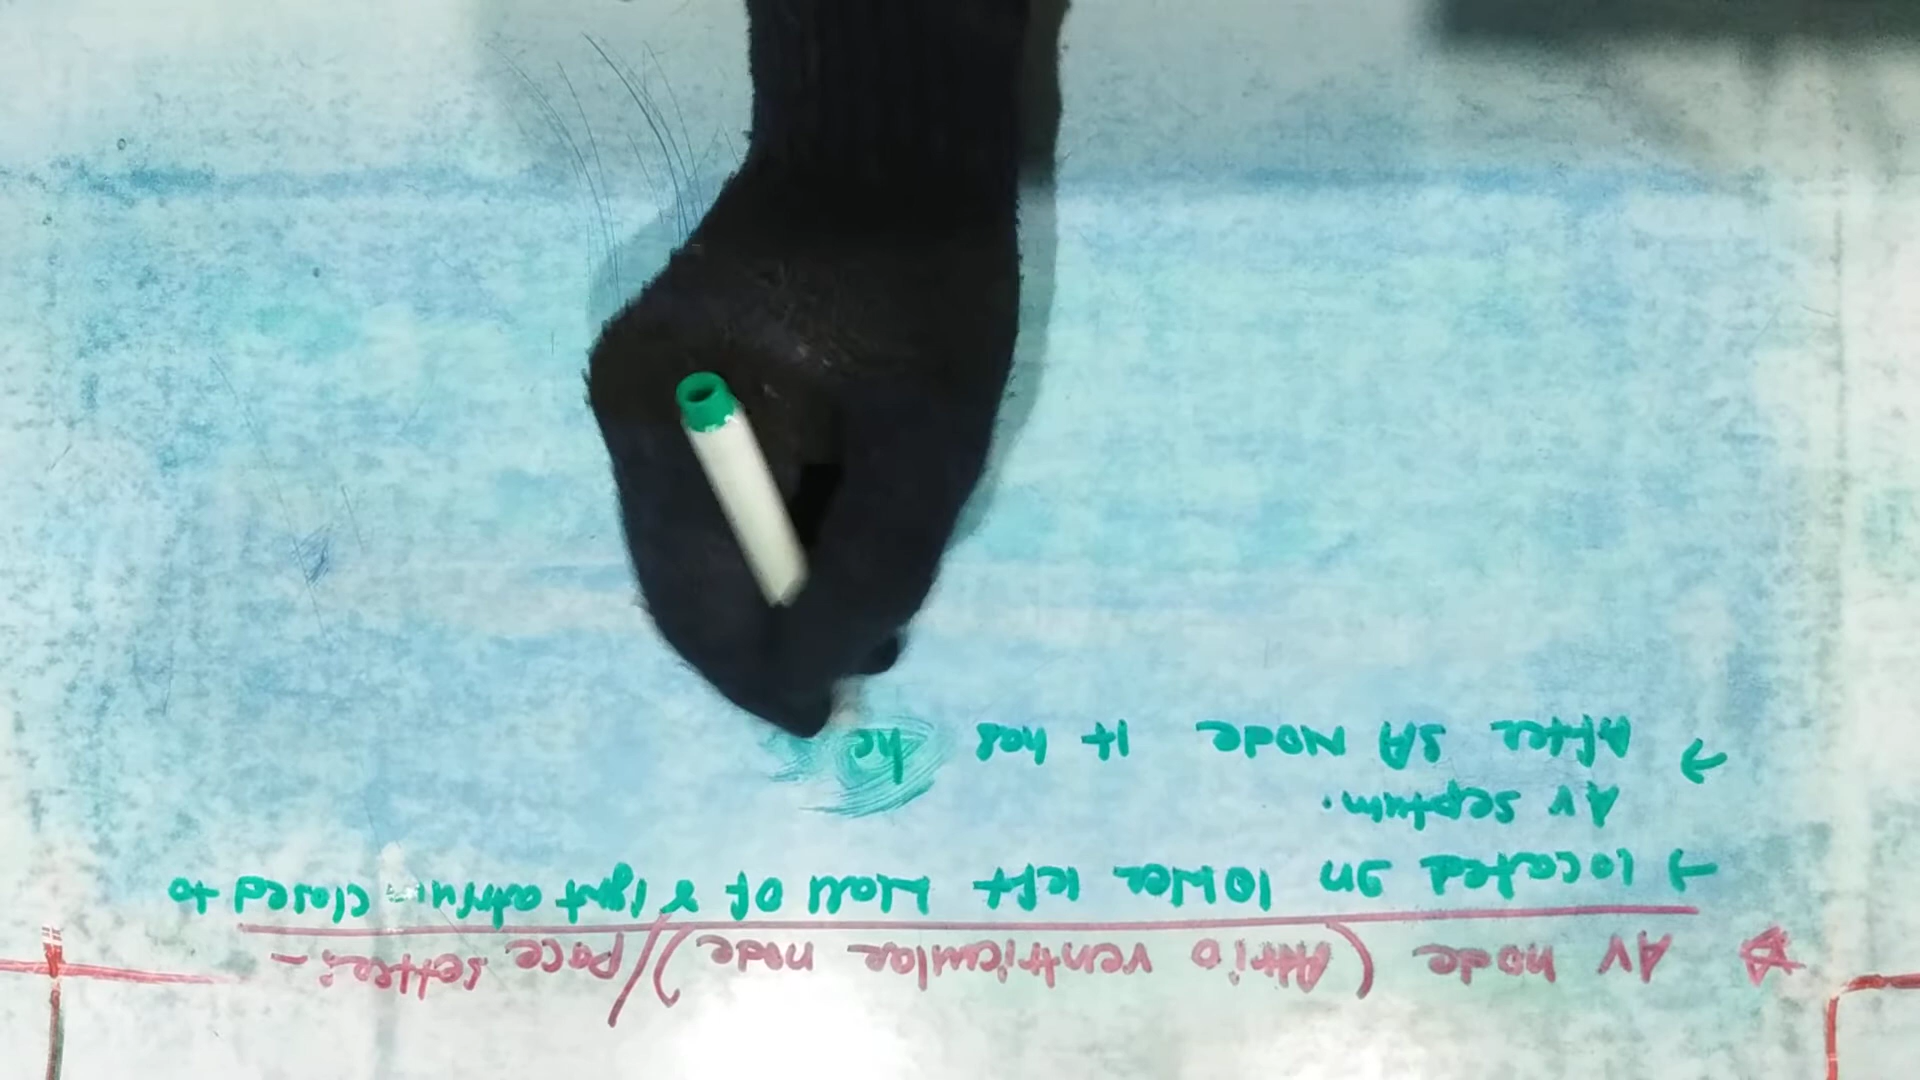 AV node (Atrio ventricular node)/pace setter:-
→ located In lower left wall of right atrium closed to
AV septum.
→ After SA Node it has he